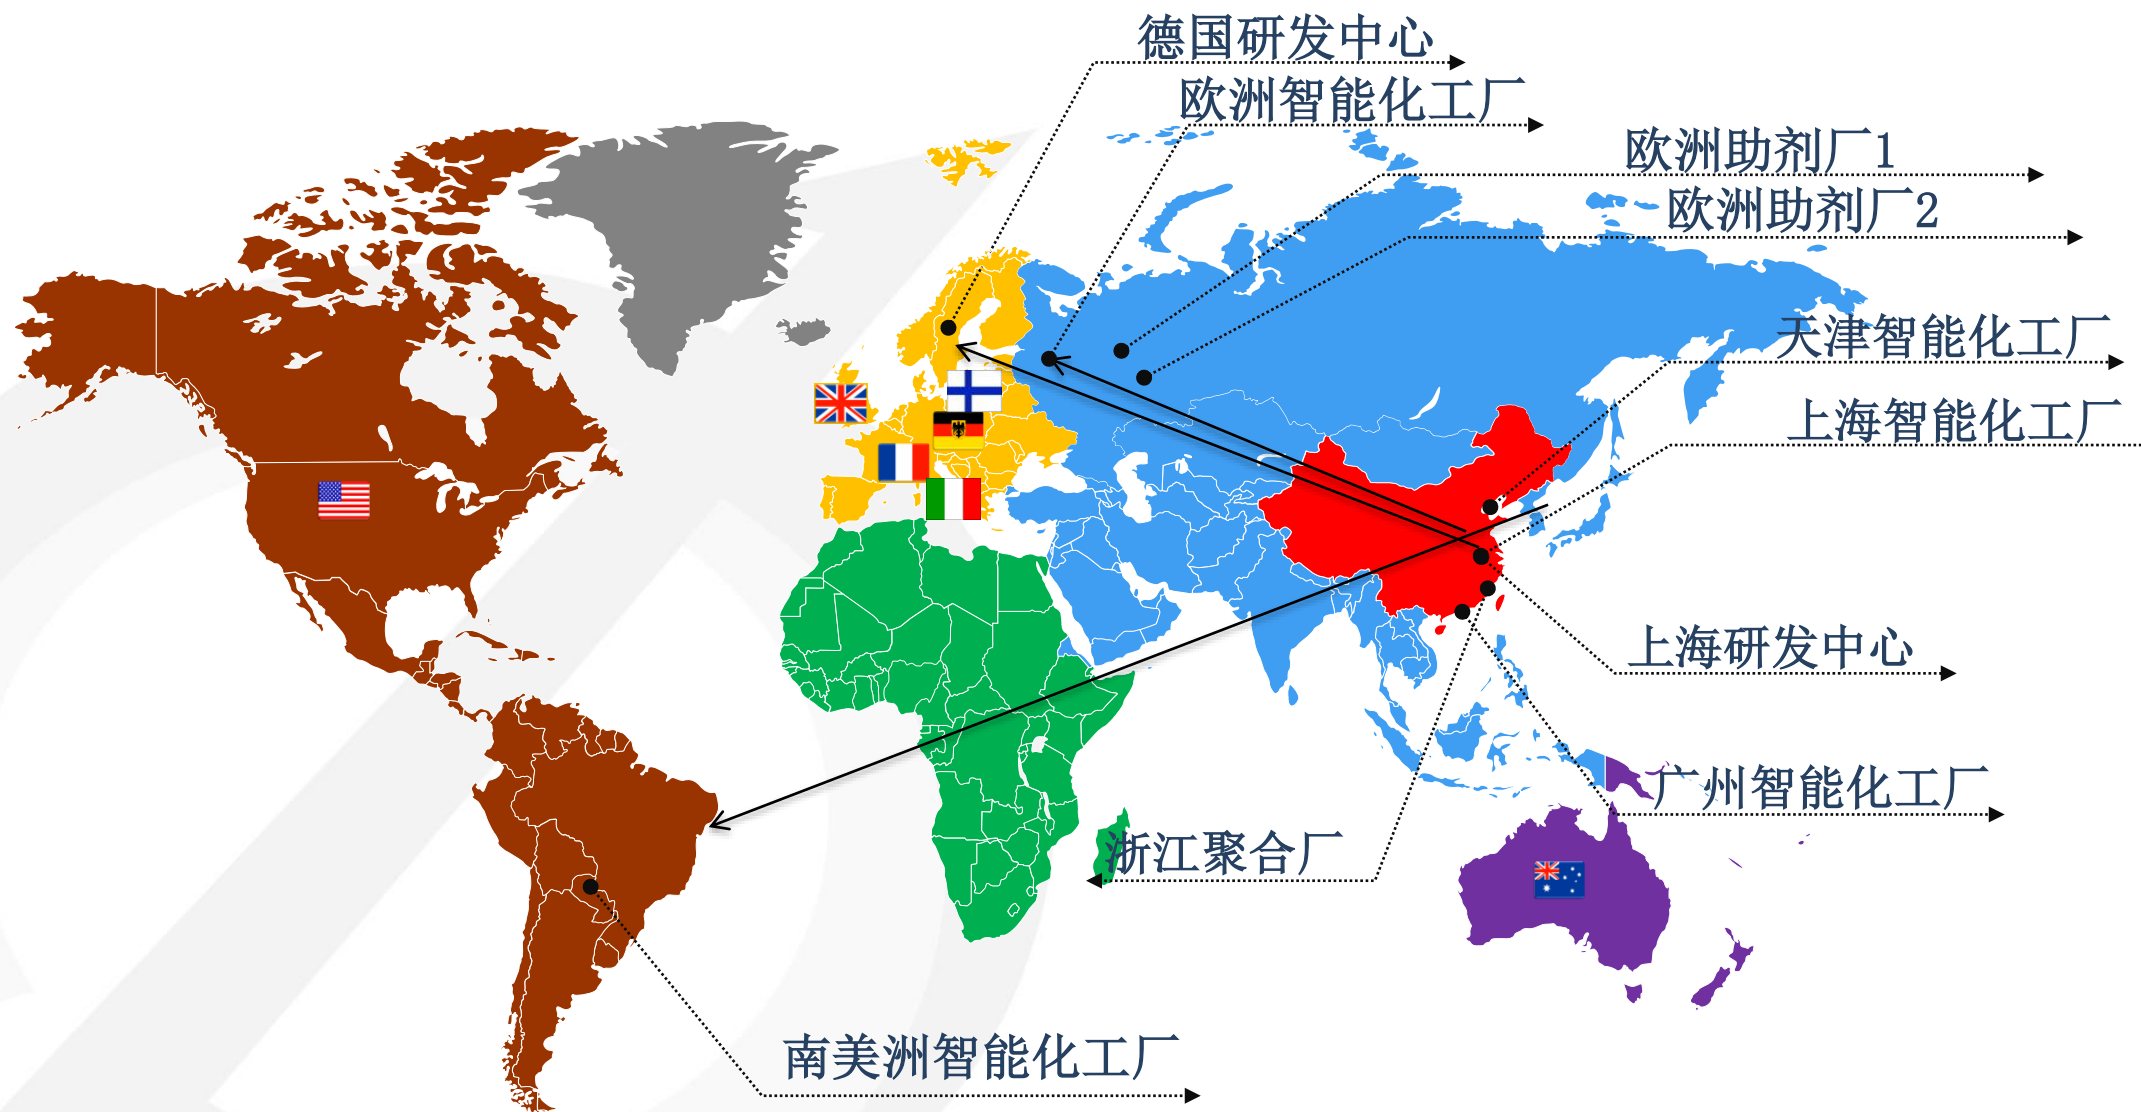 德国研发中心
欧洲智能化工厂
欧洲助剂厂1
欧洲助剂厂2
天津智能化工厂
上海智能化工厂
上海研发中心
广州智能化工厂
浙江聚合厂
南美洲智能化工厂